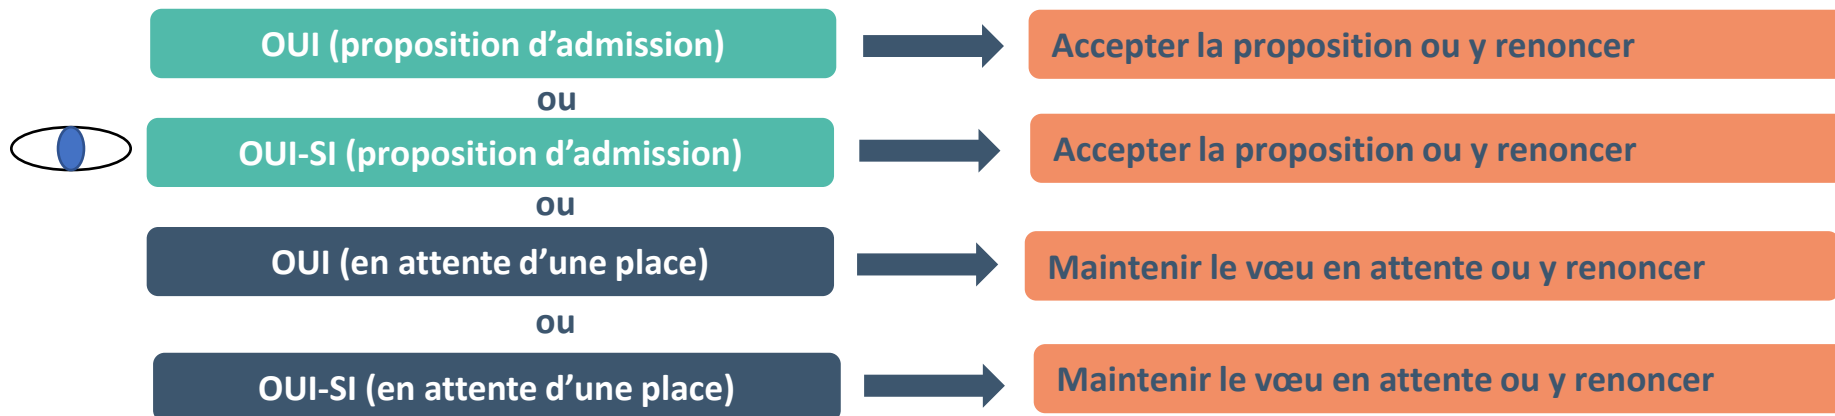 OUI (proposition d’admission)
Accepter la proposition ou y renoncer
ou
OUI-SI (proposition d’admission)
Accepter la proposition ou y renoncer
ou
OUI (en attente d’une place)
Maintenir le vœu en attente ou y renoncer
ou
OUI-SI (en attente d’une place)
Maintenir le vœu en attente ou y renoncer